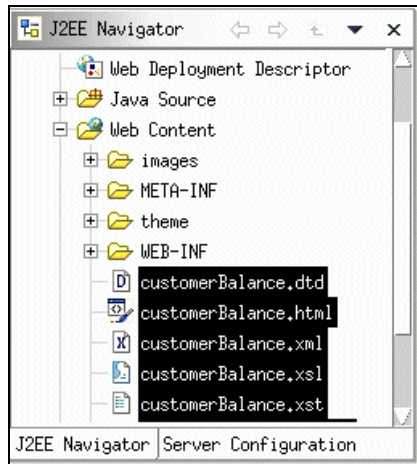 J2EE Navigator
Web Deployment Descriptor
Java Source
Web Content
images
META-INF
theme
WEB-INF
customerBalance.dtd
customerBalance.html
customerBalance.xml
customerBalance.xsl
customerBalance.xst
J2EE Navigator Server Configuration